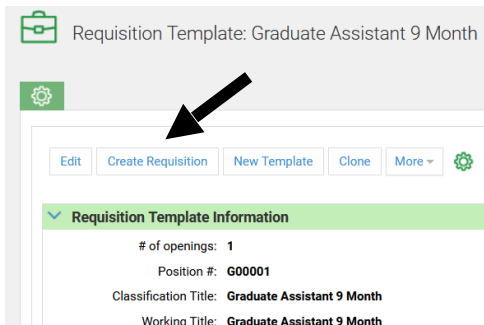 Requisition Template: Graduate Assistant 9 Month
Edit Create Requisition New Template Clone More
Requisition Template Information
# of openings: 1
Position #: G00001
Classification Title: Graduate Assistant 9 Month
Working Title: Graduate Assistant 9 Month